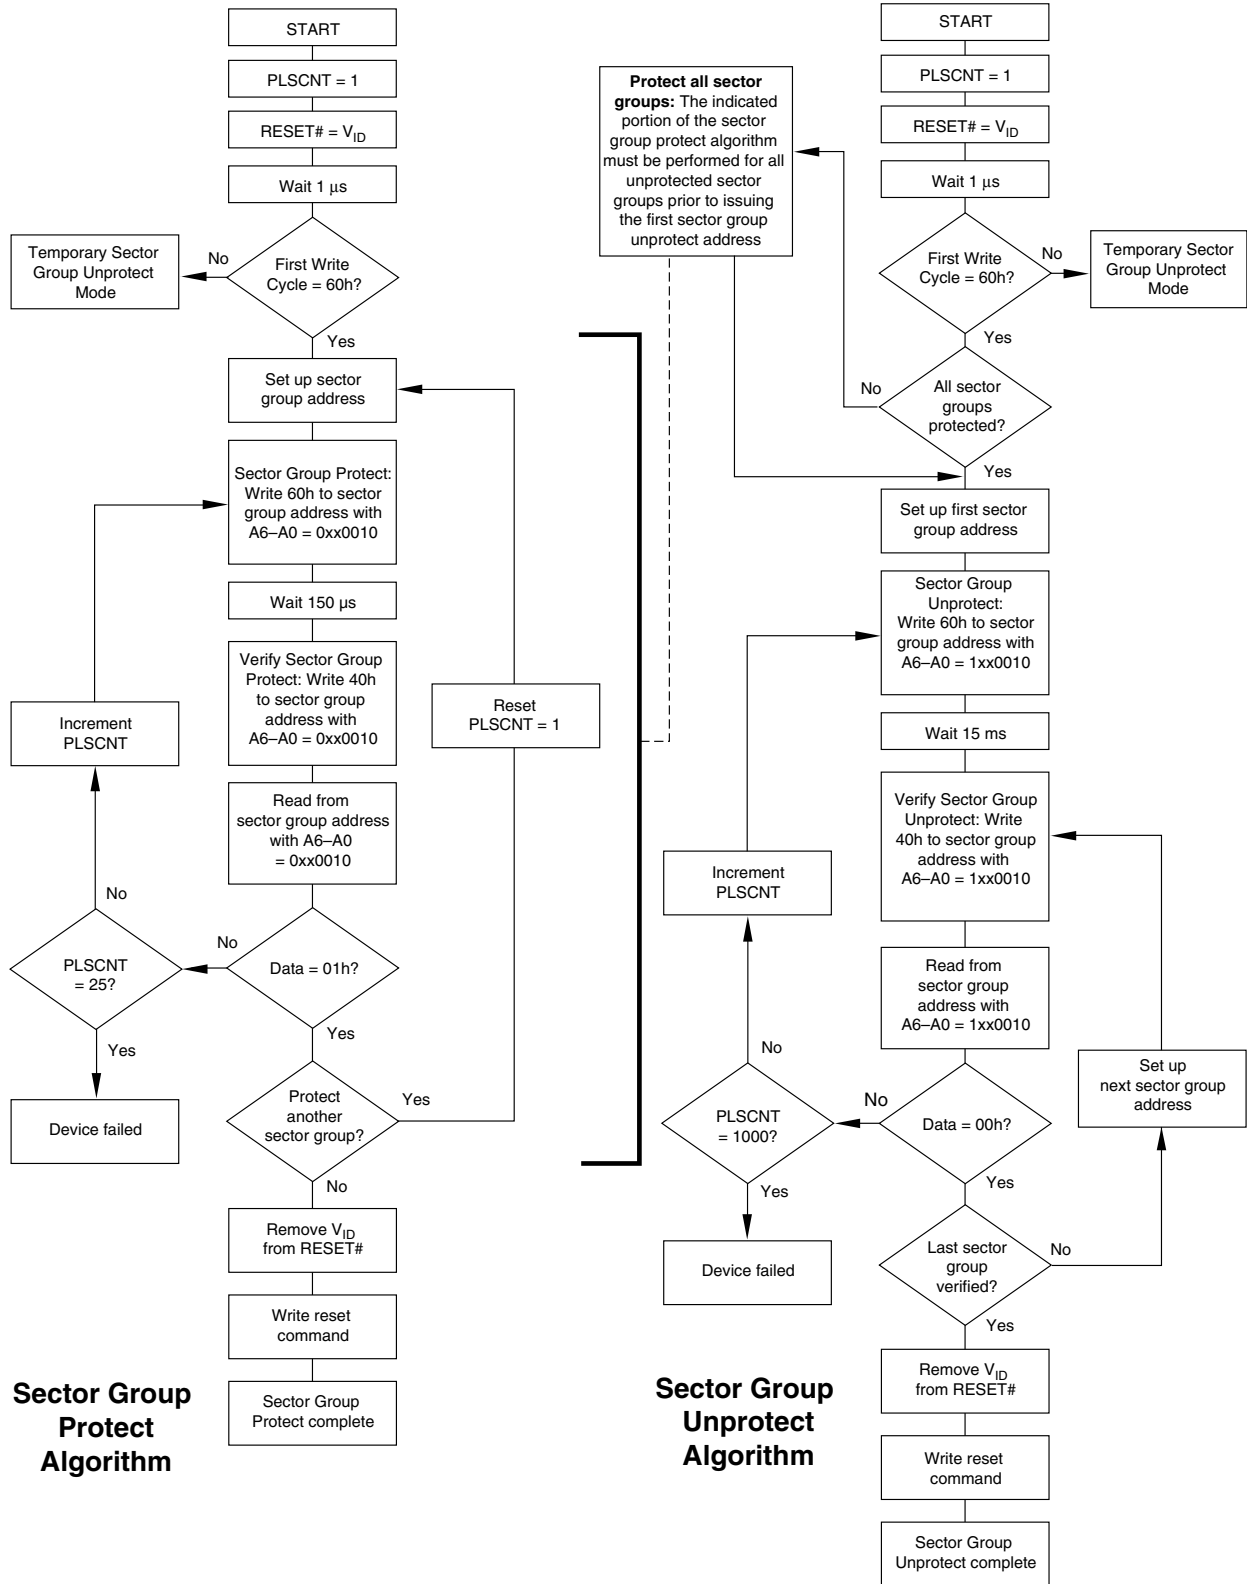 START
PLSCNT = 1
RESET# = VID
Wait 1 μs
First Write
Cycle = 60h?
No
Temporary Sector
Group Unprotect
Mode
Yes
Set up sector
group address
Sector Group Protect:
Write 60h to sector
group address with
A6–A0 = 0xx0010
Wait 150 μs
Verify Sector Group
Protect: Write 40h
to sector group
address with
A6–A0 = 0xx0010
Reset
PLSCNT = 1
Increment
PLSCNT
Read from
sector group address
with A6–A0
= 0xx0010
No
Data = 01h?
No
PLSCNT
= 25?
Yes
Yes
Device failed
Protect
another
sector group?
Yes
No
Remove VID
from RESET#
Write reset
command
Sector Group
Protect complete
Sector Group
Protect
Algorithm
Protect all sector
groups: The indicated
portion of the sector
group protect algorithm
must be performed for all
unprotected sector
groups prior to issuing
the first sector group
unprotect address
START
PLSCNT = 1
RESET# = VID
Wait 1 μs
First Write
Cycle = 60h?
No
Temporary Sector
Group Unprotect
Mode
Yes
No
All sector
groups
protected?
Yes
Set up first sector
group address
Sector Group
Unprotect:
Write 60h to sector
group address with
A6–A0 = 1xx0010
Wait 15 ms
Verify Sector Group
Unprotect: Write
40h to sector group
address with
A6–A0 = 1xx0010
Increment
PLSCNT
Read from
sector group
address with
A6–A0 = 1xx0010
No
Set up
next sector group
address
No
Data = 00h?
PLSCNT
= 1000?
Yes
Yes
Device failed
Last sector
group
verified?
No
Yes
Remove VID
from RESET#
Write reset
command
Sector Group
Unprotect complete
Sector Group
Unprotect
Algorithm